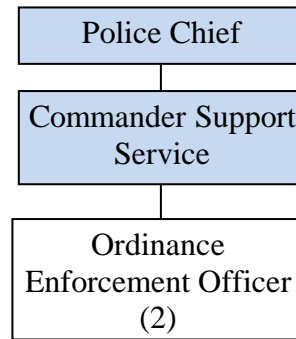 Police Chief
Commander Support
Service
Ordinance
Enforcement Officer
(2)